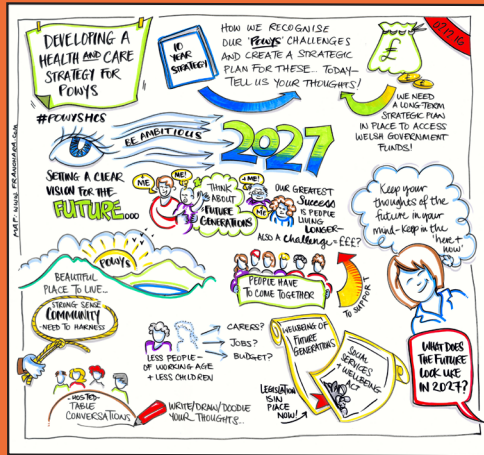 DEVELOPING A
HEALTH AND CARE
STRATEGY FOR
POWYS
#POWYSHCS
10
YEAR
STRATEGY
HOW WE RECOGNISE
OUR 'POWYS' CHALLENGES
AND CREATE A STRATEGIC
PLAN FOR THESE... TODAY-
TELL US YOUR THOUGHTS!
£
WE NEED
A LONG-TERM
STRATEGIC PLAN
IN PLACE TO ACCESS
WELSH GOVERNMENT
FUNDS!
BE AMBITIOUS
2027
SETTING A CLEAR
VISION FOR THE
FUTURE...
+
ME
ME!
+ME!
ME
THINK
ABOUT
'FUTURE
GENERATIONS'
OUR GREATEST
Success
IS PEOPLE
LIVING
LONGER-
ALSO A Challenge - £££?
Keep your
thoughts of the
future in your
mind-Keep in the
'here +
now'
POWYS
BEAUTIFUL
PLACE TO LIVE...
STRONG SENSE
COMMUNITY
-NEED TO HARNESS
PEOPLE HAVE
TO COME TOGETHER
TO SUPPORT
LESS PEOPLE-
OF WORKING AGE
+ LESS CHILDREN
CAREERS?
JOBS?
BUDGET?
WELLBEING OF
FUTURE
GENERATIONS
SOCIAL
SERVICES
+ WELLBEING
ACT
LEGISLATION
IS IN
PLACE
NOW!
WHAT DOES
THE FUTURE
LOOK LIKE
IN 2027?
-HOSTED-
TABLE
CONVERSATIONS
WRITE/DRAW/DOODLE
YOUR THOUGHTS...